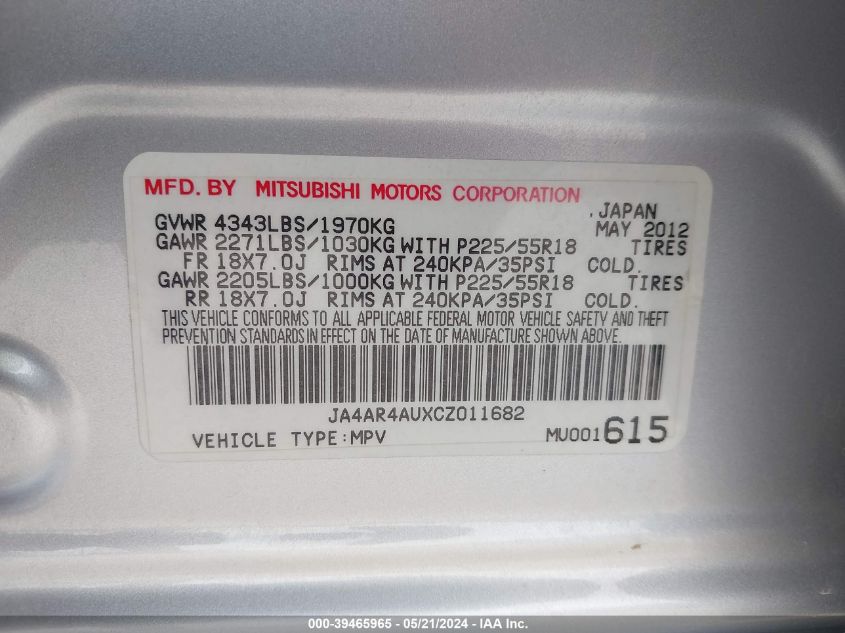 MFD. BY MITSUBISHI MOTORS CORPORATION
.JAPAN
GVWR 4343LBS/1970KG MAY 2012
GAWR 2271LBS/1030KG WITH P225/55R18 TIRES
FR 18X7.0J RIMS AT 240KPA/35PSI COLD.
GAWR 2205LBS/1000KG WITH P225/55R18 TIRES
RR 18X7.0J RIMS AT 240KPA/35PSI COLD.
THIS VEHICLE CONFORMS TO ALL APPLICABLE FEDERAL MOTOR VEHICLE SAFETY AND THEFT
PREVENTION STANDARDS IN EFFECT ON THE DATE OF MANUFACTURE SHOWN ABOVE.
JA4AR4AUXCZ011682
VEHICLE TYPE:MPV MU001615
000-39465965 / 05/21/2024 - IAA Inc.